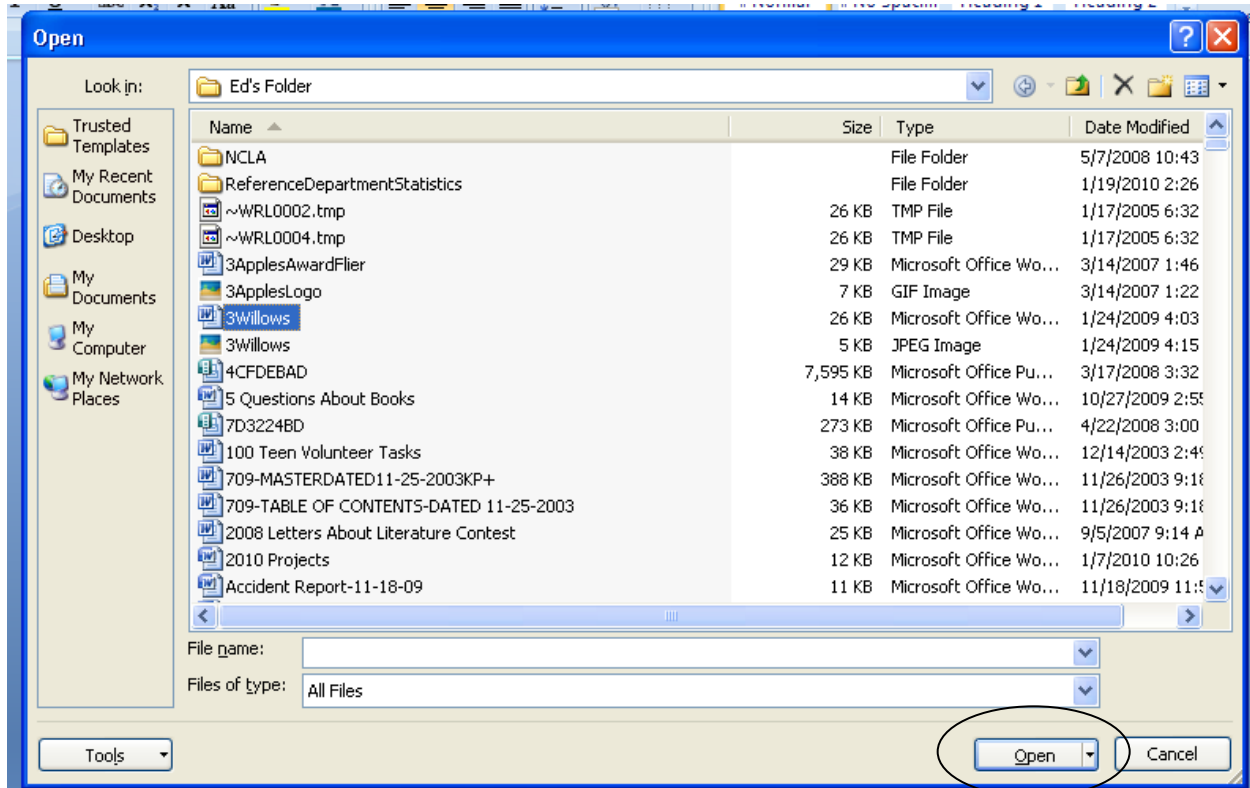 Open
Look in: Ed's Folder
Trusted Templates
My Recent Documents
Desktop
My Documents
My Computer
My Network Places
Name Size Type Date Modified
NCLA File Folder 5/7/2008 10:43
ReferenceDepartmentStatistics File Folder 1/19/2010 2:26
~WRL0002.tmp 26 KB TMP File 1/17/2005 6:32
~WRL0004.tmp 26 KB TMP File 1/17/2005 6:32
3ApplesAwardFlier 29 KB Microsoft Office Wo... 3/14/2007 1:46
3ApplesLogo 7 KB GIF Image 3/14/2007 1:22
3Willows 26 KB Microsoft Office Wo... 1/24/2009 4:03
3Willows 5 KB JPEG Image 1/24/2009 4:15
4CFDEBAD 7,595 KB Microsoft Office Pu... 3/17/2008 3:32
5 Questions About Books 14 KB Microsoft Office Wo... 10/27/2009 2:55
7D3224BD 273 KB Microsoft Office Pu... 4/22/2008 3:00
100 Teen Volunteer Tasks 38 KB Microsoft Office Wo... 12/14/2003 2:49
709-MASTERDATED11-25-2003KP+ 388 KB Microsoft Office Wo... 11/26/2003 9:18
709-TABLE OF CONTENTS-DATED 11-25-2003 36 KB Microsoft Office Wo... 11/26/2003 9:18
2008 Letters About Literature Contest 25 KB Microsoft Office Wo... 9/5/2007 9:14 A
2010 Projects 12 KB Microsoft Office Wo... 1/7/2010 10:26
Accident Report-11-18-09 11 KB Microsoft Office Wo... 11/18/2009 11:5
File name:
Files of type: All Files
Tools Open Cancel